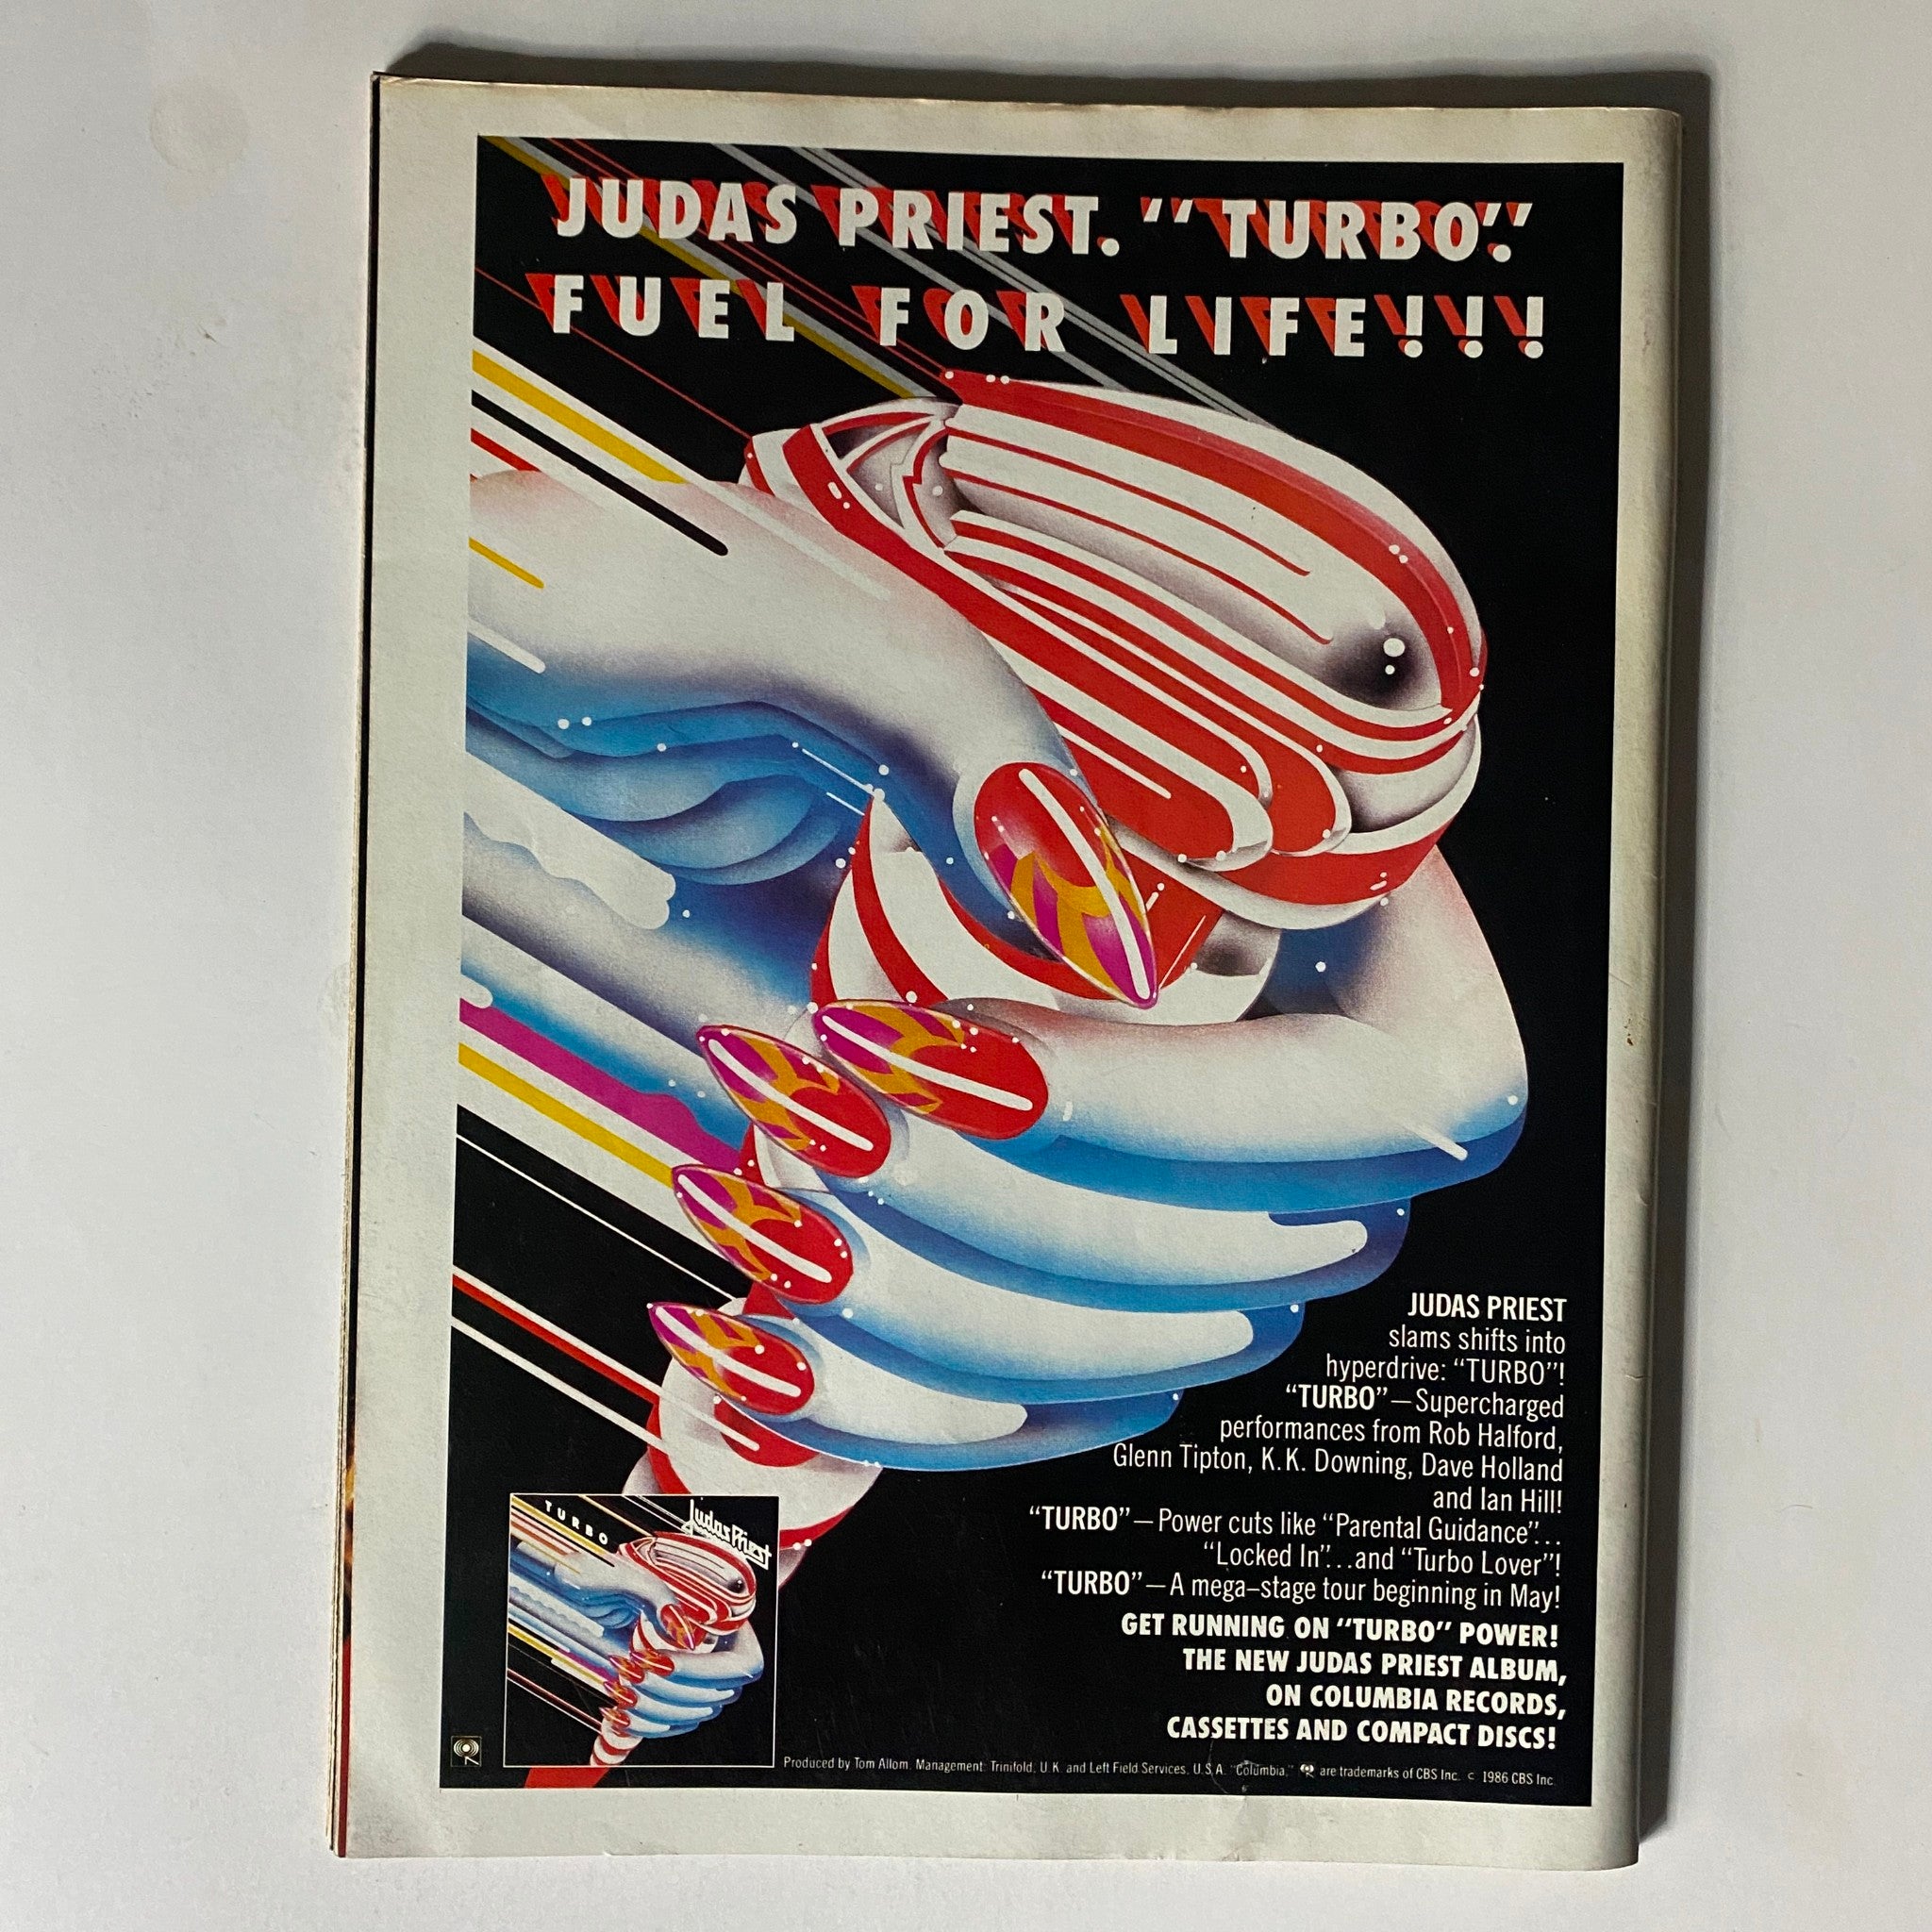 JUDAS PRIEST. "TURBO."
FUEL FOR LIFE!!!
JUDAS PRIEST
slams shifts into
hyperdrive: "TURBO"!
"TURBO"—Supercharged
performances from Rob Halford,
Glenn Tipton, K.K. Downing, Dave Holland
and Ian Hill!
"TURBO"—Power cuts like "Parental Guidance"...
"Locked In"...and "Turbo Lover"!
"TURBO"—A mega–stage tour beginning in May!
GET RUNNING ON "TURBO" POWER!
THE NEW JUDAS PRIEST ALBUM,
ON COLUMBIA RECORDS,
CASSETTES AND COMPACT DISCS!
TURBO
Judas Priest
Produced by Tom Allom. Management: Trinifold, U.K. and Left Field Services, U.S.A. "Columbia," are trademarks of CBS Inc. © 1986 CBS Inc.